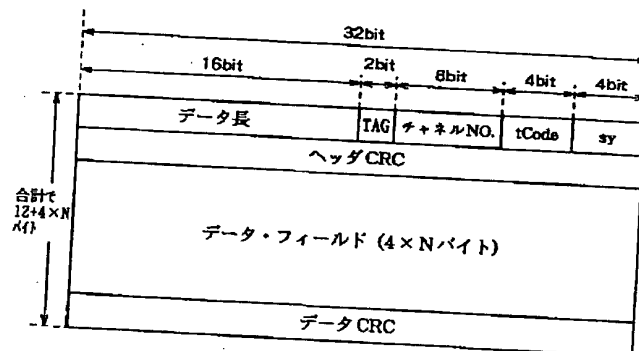 32bit
16bit 2bit 8bit 4bit 4bit
データ長 TAG チャネルNO. tCode sy
ヘッダCRC
合計で
12+4×N
バイト
データ・フィールド (4×Nバイト)
データCRC